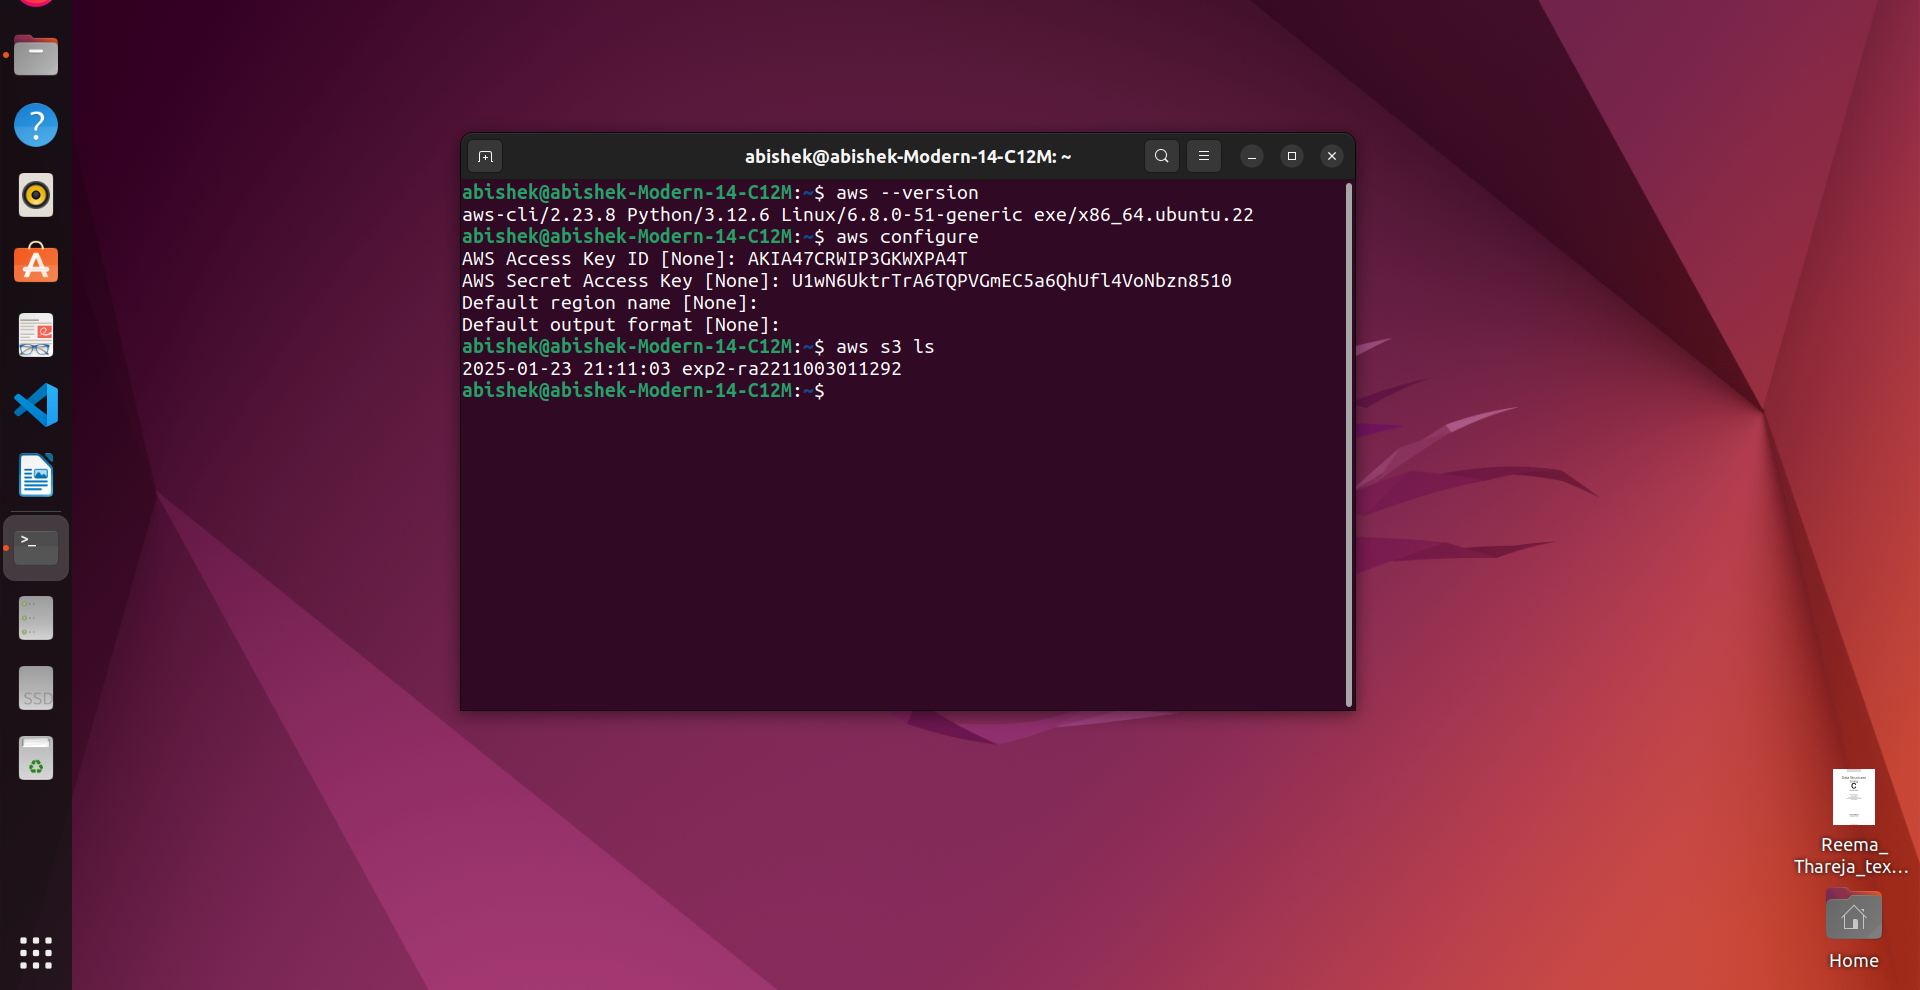 abishek@abishek-Modern-14-C12M: ~
abishek@abishek-Modern-14-C12M:~$ aws --version
aws-cli/2.23.8 Python/3.12.6 Linux/6.8.0-51-generic exe/x86_64.ubuntu.22
abishek@abishek-Modern-14-C12M:~$ aws configure
AWS Access Key ID [None]: AKIA47CRWIP3GKWXPA4T
AWS Secret Access Key [None]: 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
Default region name [None]:
Default output format [None]:
abishek@abishek-Modern-14-C12M:~$ aws s3 ls
2025-01-23 21:11:03 exp2-ra2211003011292
abishek@abishek-Modern-14-C12M:~$
SSD
Reema_
Thareja_tex...
Home